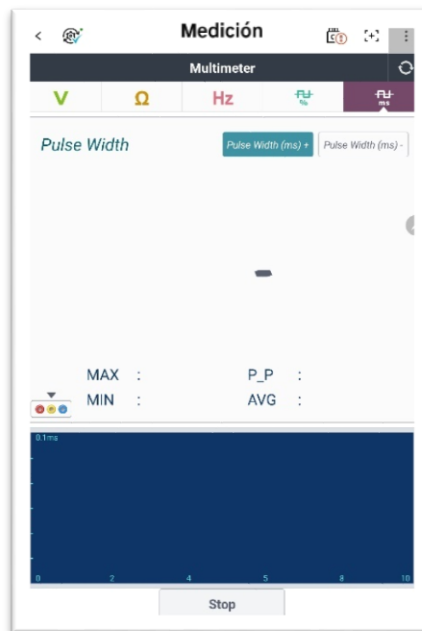 Medición
Multimeter
V Ω Hz % ms
Pulse Width
Pulse Width (ms) + Pulse Width (ms) -
-
MAX : P_P :
MIN : AVG :
0.1ms
0 2 4 5 8 10
Stop